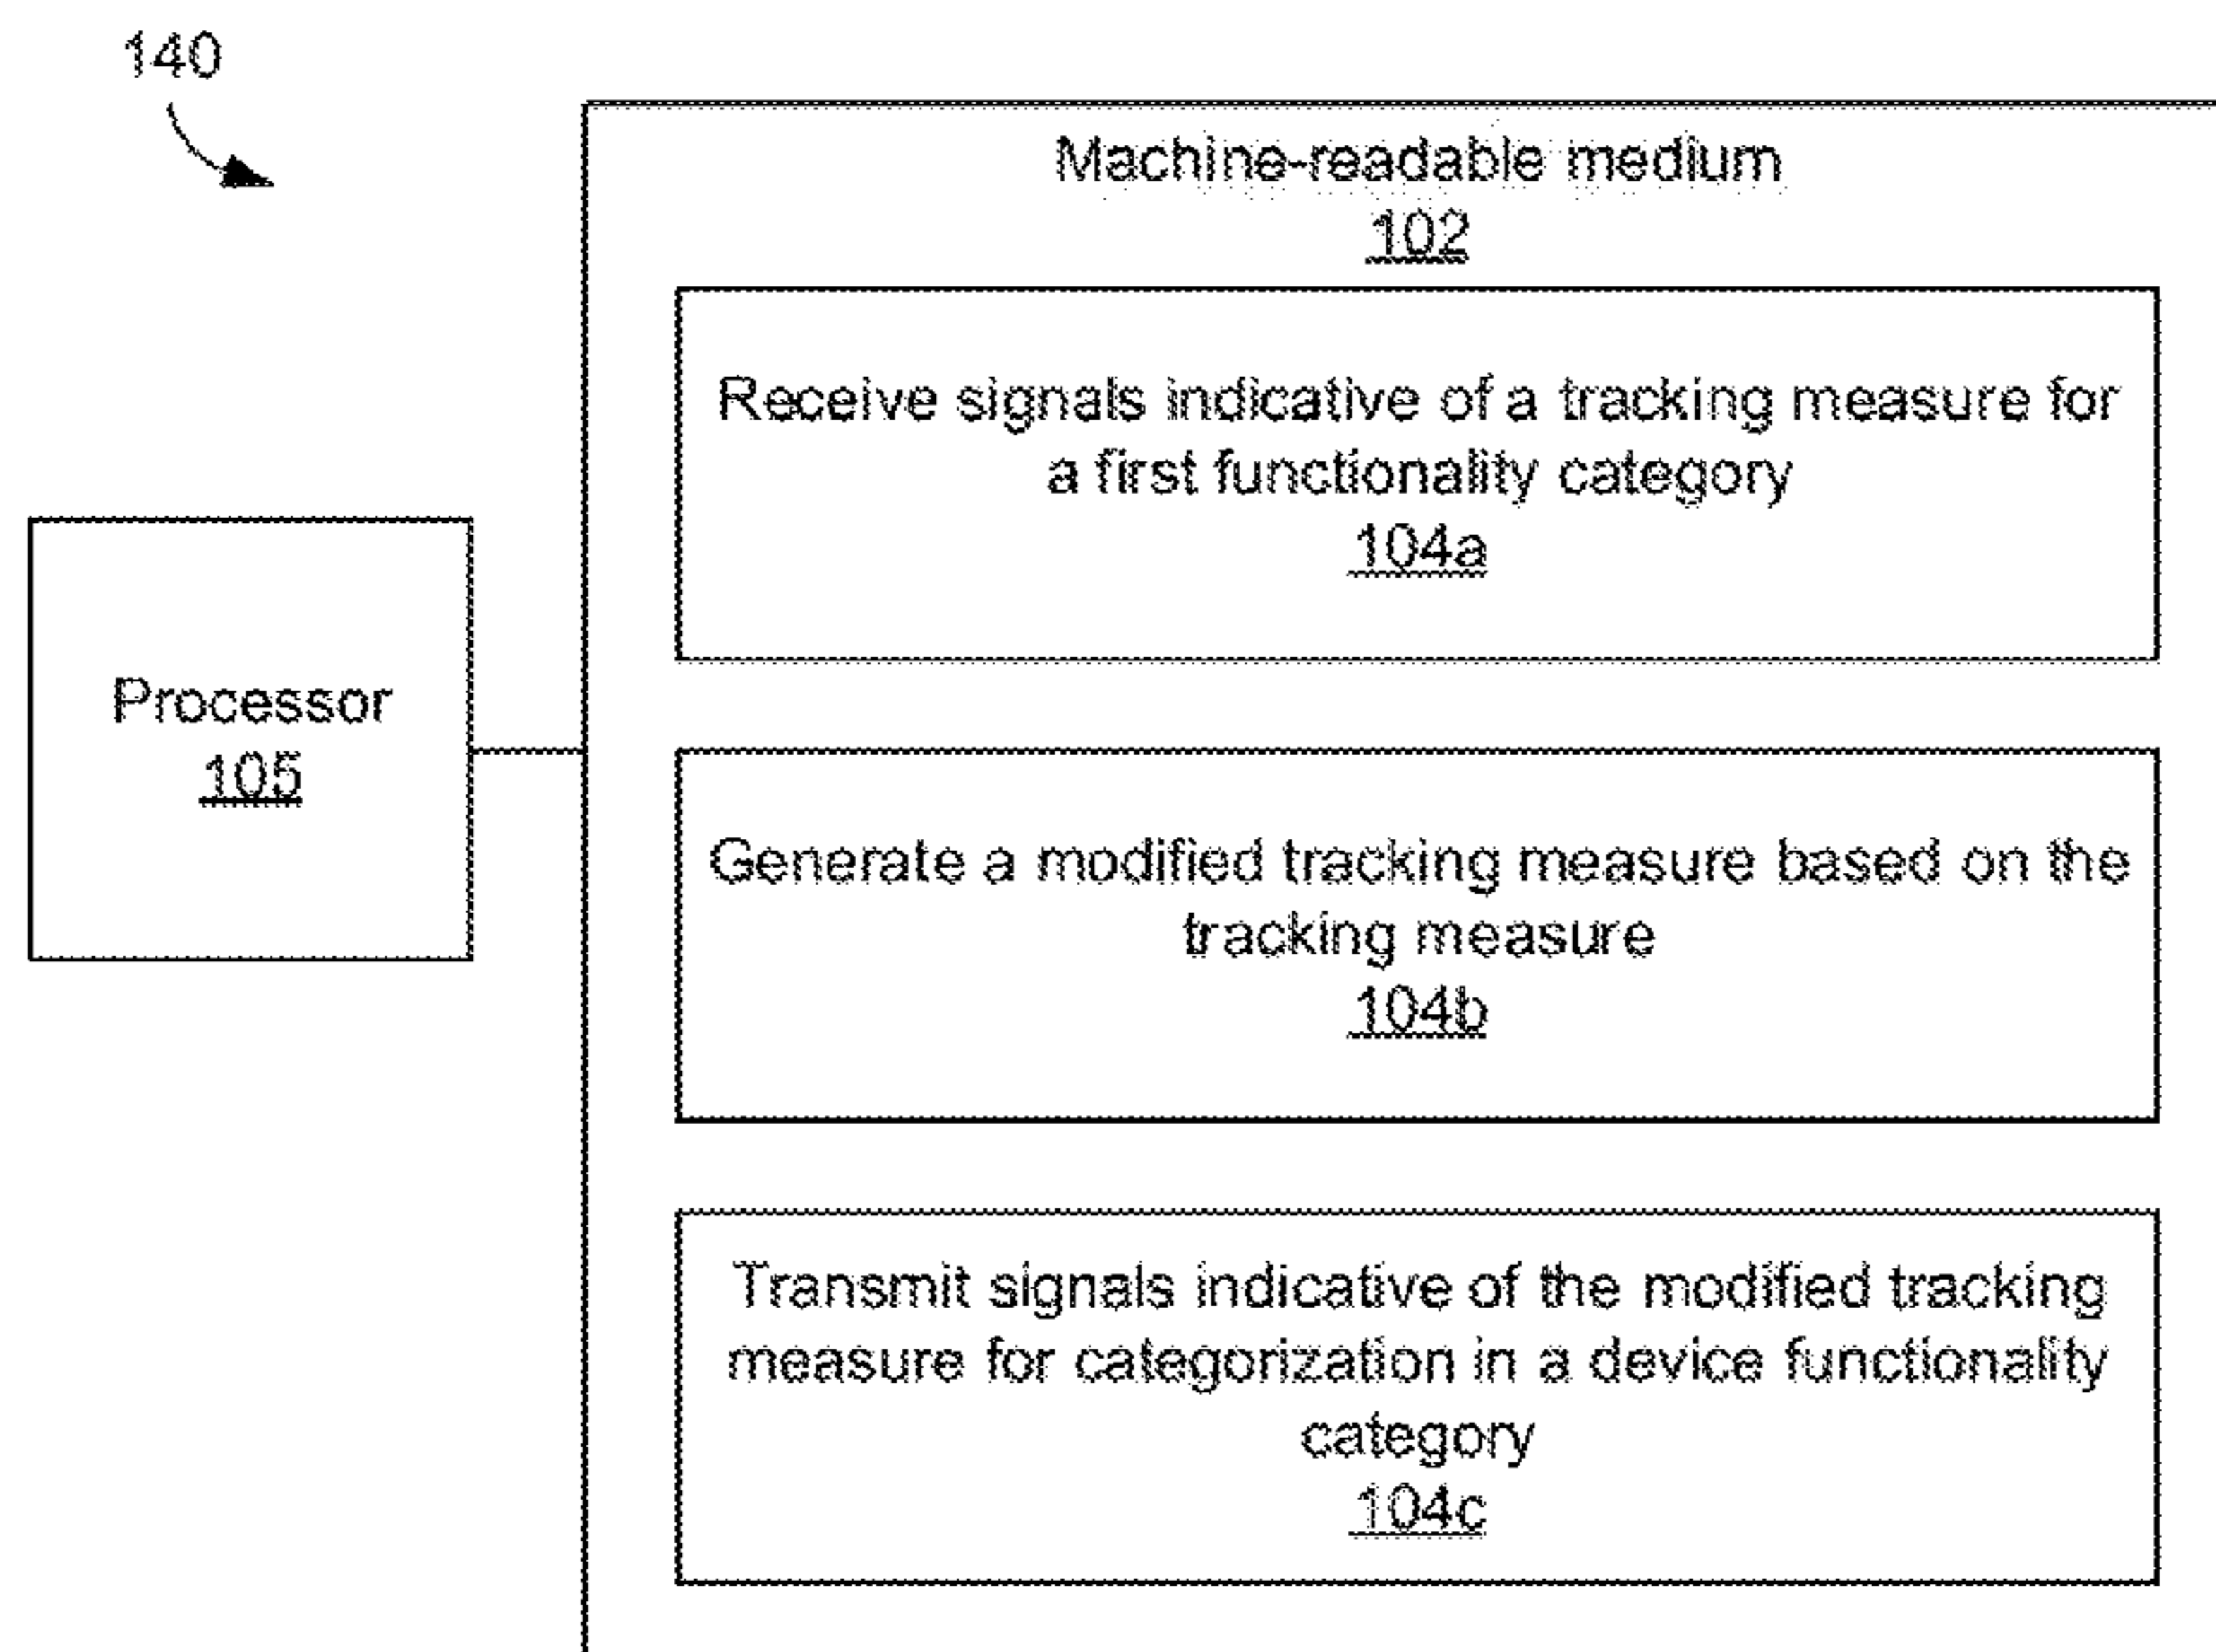 140
Machine-readable medium
102
Receive signals indicative of a tracking measure for
a first functionality category
104a
Processor
105
Generate a modified tracking measure based on the
tracking measure
104b
Transmit signals indicative of the modified tracking
measure for categorization in a device functionality
category
104c